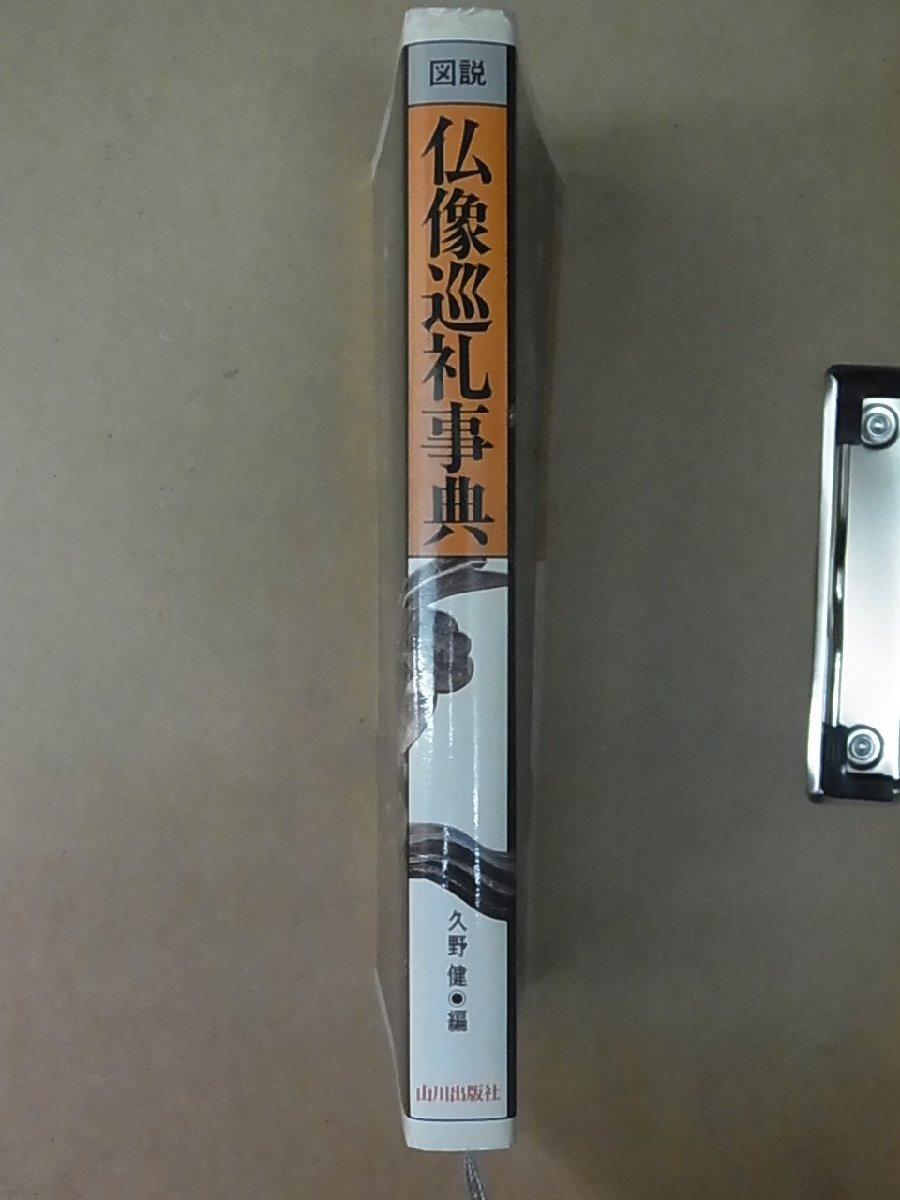 図説
仏像巡礼事典
久野 健◉編
山川出版社